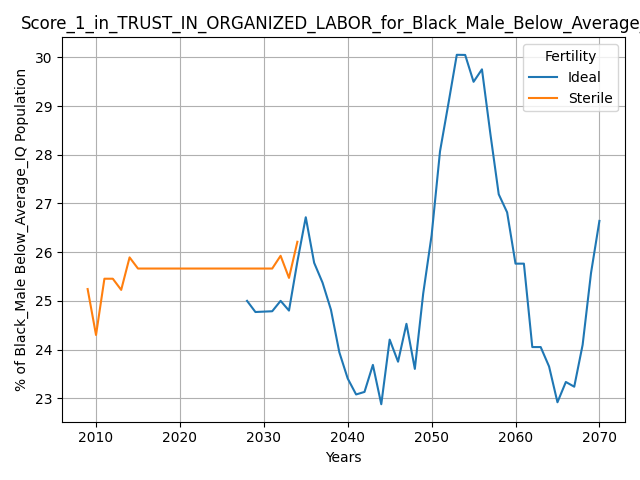 Score_1_in_TRUST_IN_ORGANIZED_LABOR_for_Black_Male_Below_Average_
% of Black_Male Below_Average_IQ Population
30
29
28
27
26
25
24
23
Fertility
Ideal
Sterile
2010 2020 2030 2040 2050 2060 2070
Years